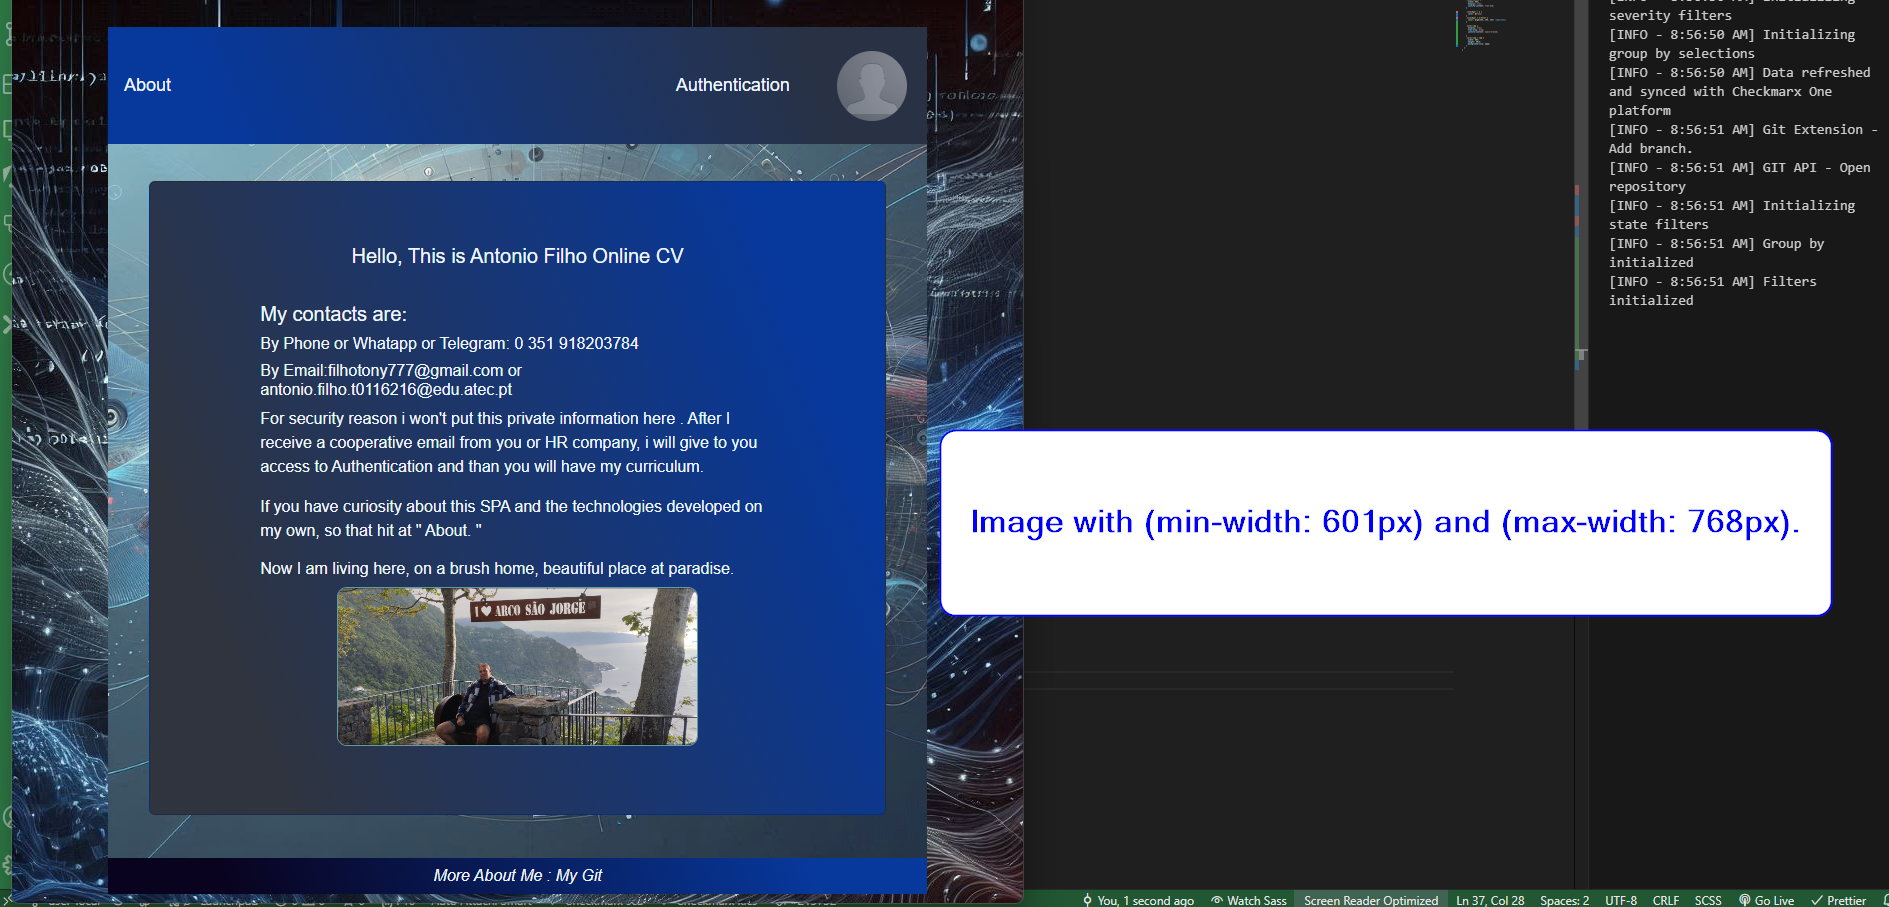 About
Authentication
Hello, This is Antonio Filho Online CV
My contacts are:
By Phone or Whatapp or Telegram: 0 351 918203784
By Email:filhotony777@gmail.com or
antonio.filho.t0116216@edu.atec.pt
For security reason i won't put this private information here . After I
receive a cooperative email from you or HR company, i will give to you
access to Authentication and than you will have my curriculum.
If you have curiosity about this SPA and the technologies developed on
my own, so that hit at " About. "
Now I am living here, on a brush home, beautiful place at paradise.
I ♥ ARCO SÃO JORGE
More About Me : My Git
Image with (min-width: 601px) and (max-width: 768px).
severity filters
[INFO - 8:56:50 AM] Initializing
group by selections
[INFO - 8:56:50 AM] Data refreshed
and synced with Checkmarx One
platform
[INFO - 8:56:51 AM] Git Extension -
Add branch.
[INFO - 8:56:51 AM] GIT API - Open
repository
[INFO - 8:56:51 AM] Initializing
state filters
[INFO - 8:56:51 AM] Group by
initialized
[INFO - 8:56:51 AM] Filters
initialized
You, 1 second ago Watch Sass Screen Reader Optimized Ln 37, Col 28 Spaces: 2 UTF-8 CRLF SCSS Go Live Prettier